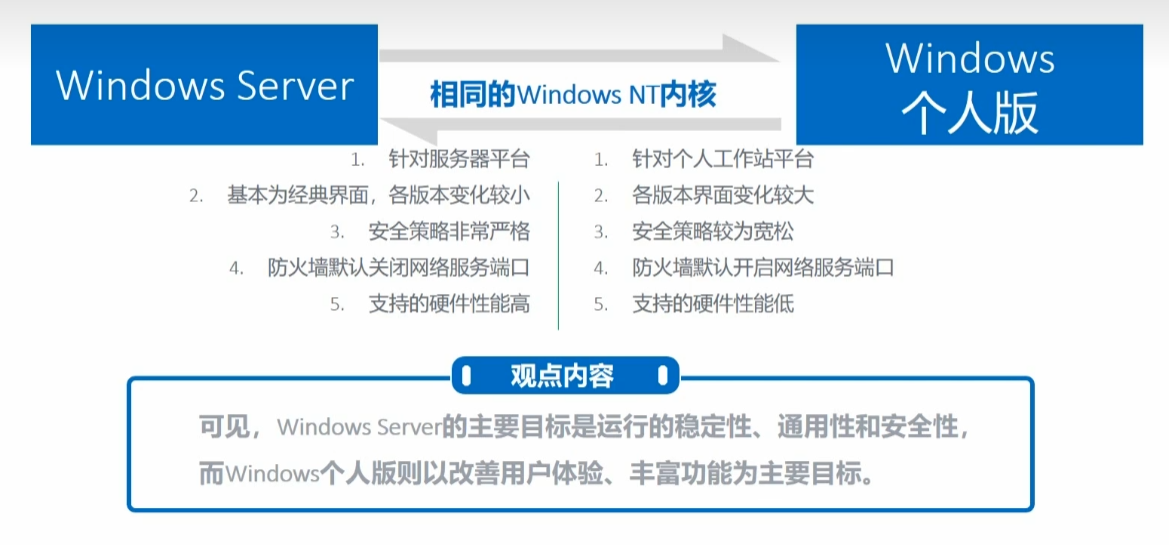 Windows Server
相同的Windows NT内核
Windows
个人版
1. 针对服务器平台
2. 基本为经典界面，各版本变化较小
3. 安全策略非常严格
4. 防火墙默认关闭网络服务端口
5. 支持的硬件性能高
1. 针对个人工作站平台
2. 各版本界面变化较大
3. 安全策略较为宽松
4. 防火墙默认开启网络服务端口
5. 支持的硬件性能低
观点内容
可见，Windows Server的主要目标是运行的稳定性、通用性和安全性，
而Windows个人版则以改善用户体验、丰富功能为主要目标。